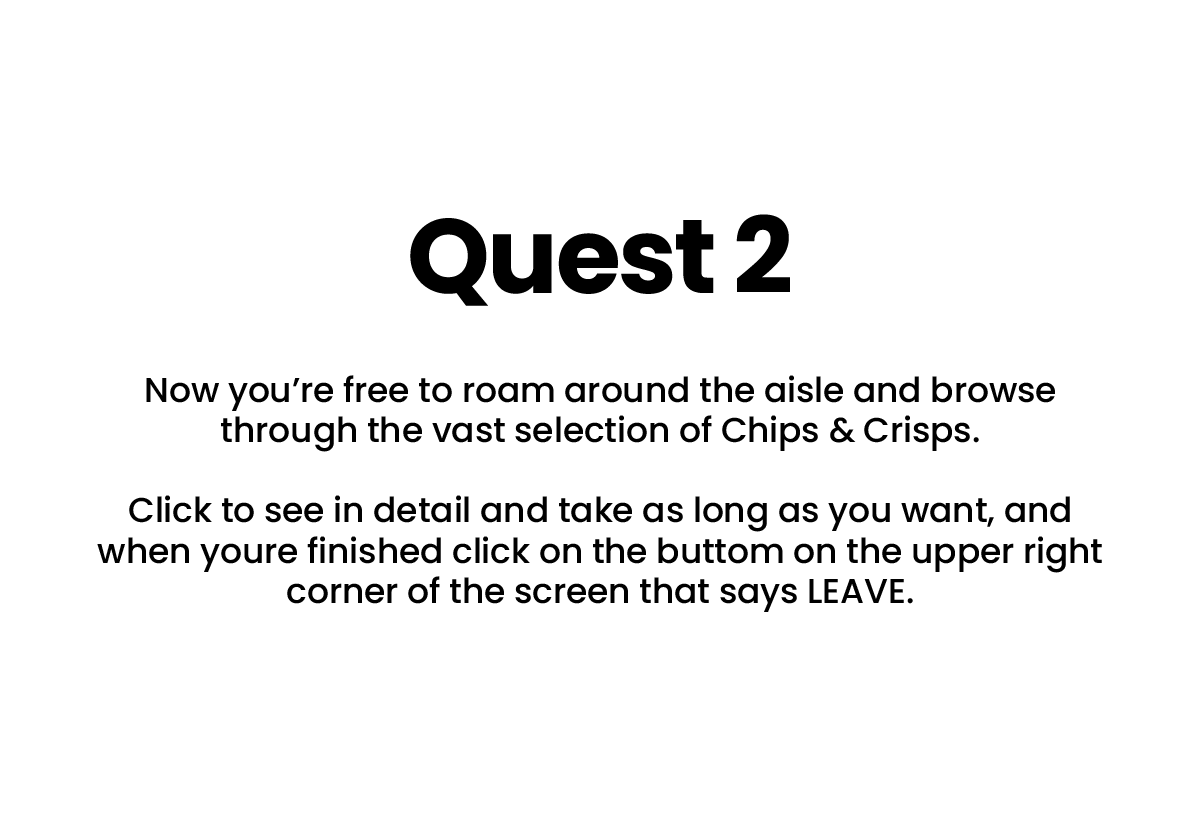 Quest 2
Now you’re free to roam around the aisle and browse
through the vast selection of Chips & Crisps.
Click to see in detail and take as long as you want, and
when youre finished click on the buttom on the upper right
corner of the screen that says LEAVE.